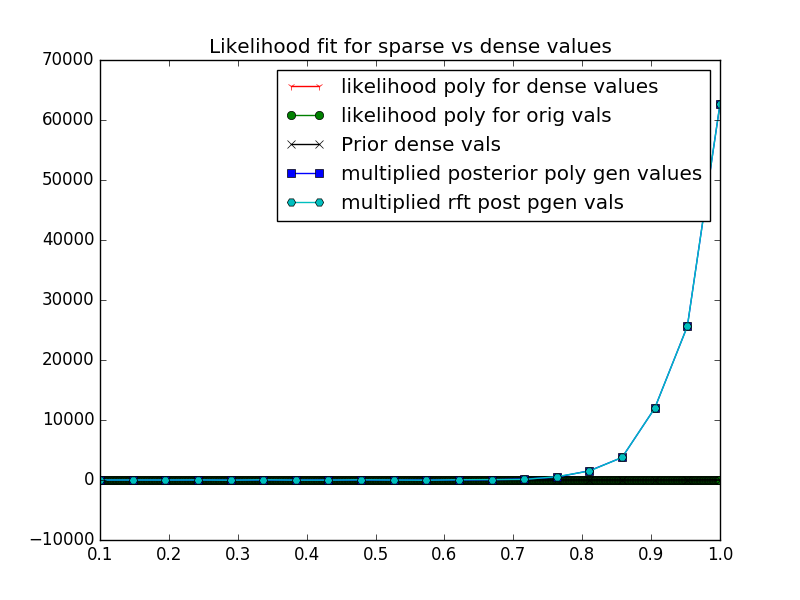 Likelihood fit for sparse vs dense values
70000
60000
50000
40000
30000
20000
10000
0
−10000
likelihood poly for dense values
likelihood poly for orig vals
Prior dense vals
multiplied posterior poly gen values
multiplied rft post pgen vals
0.1 0.2 0.3 0.4 0.5 0.6 0.7 0.8 0.9 1.0